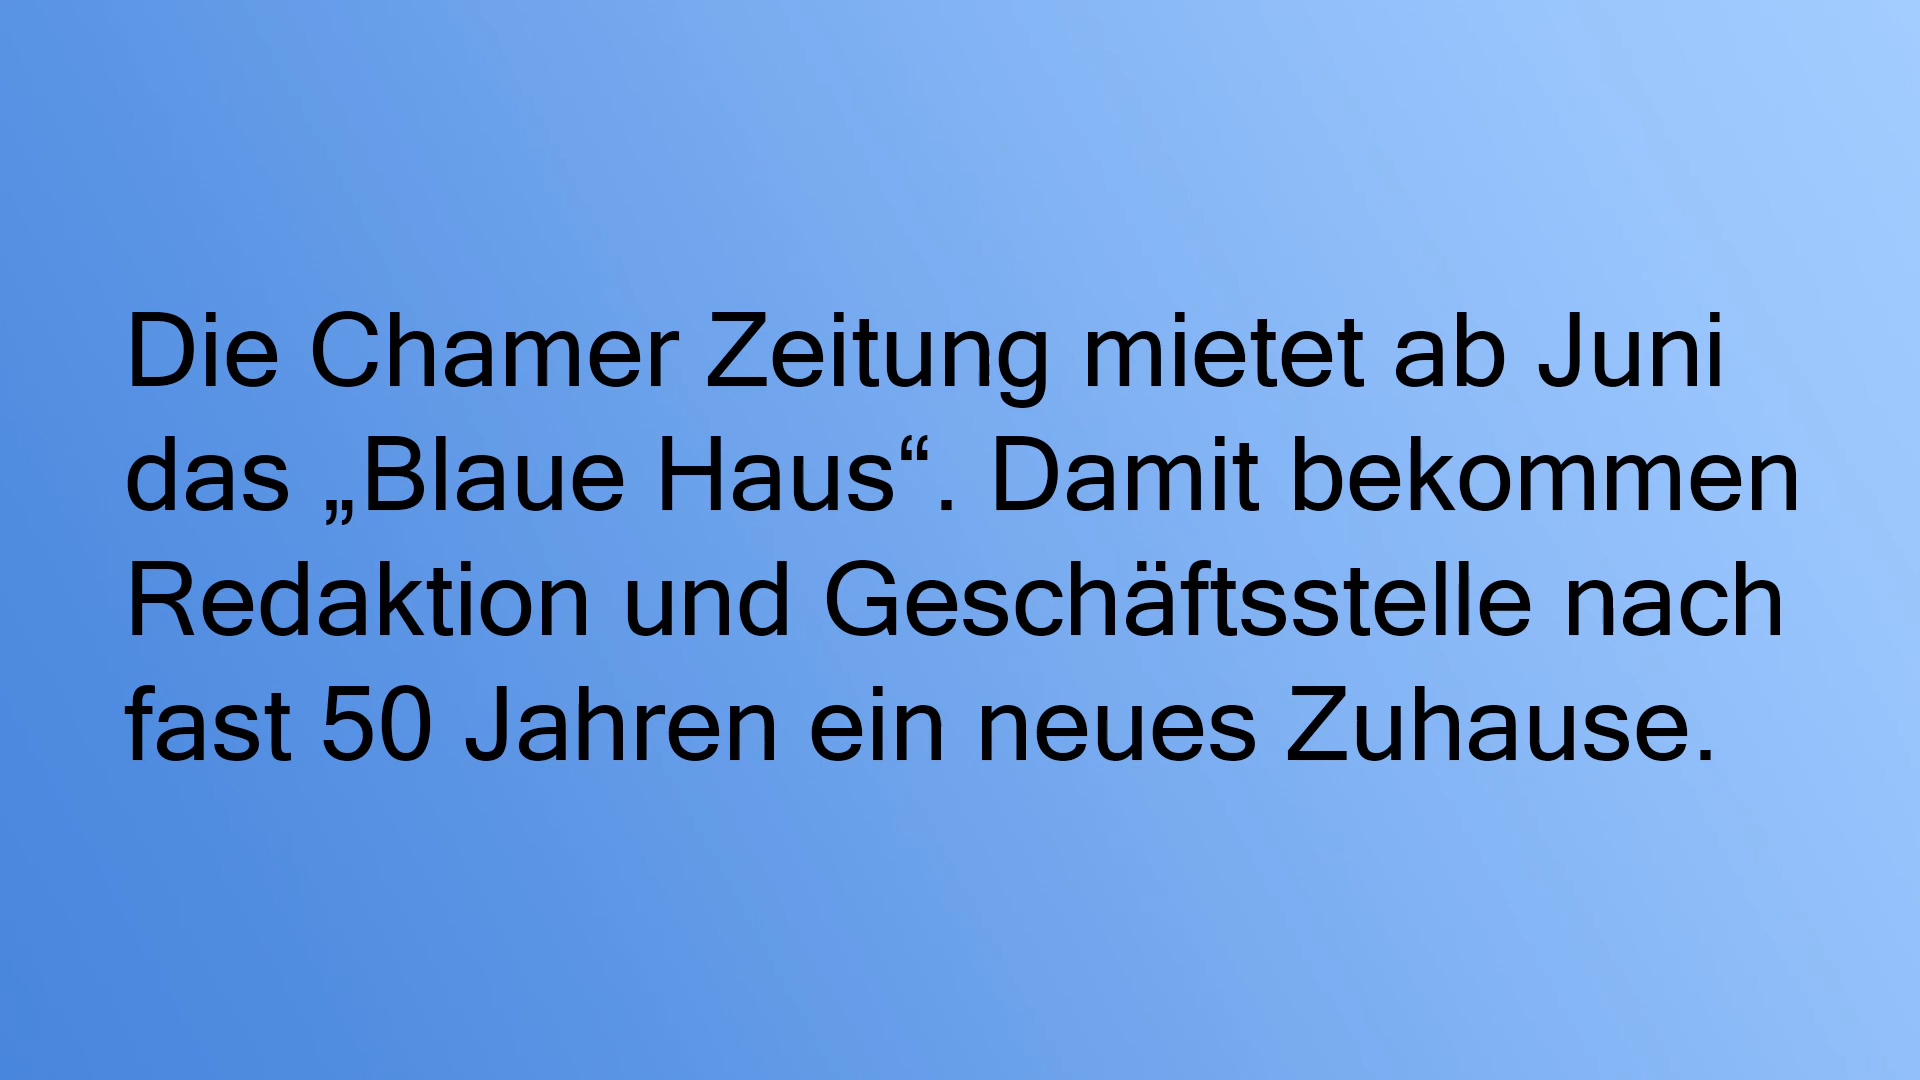 Die Chamer Zeitung mietet ab Juni
das „Blaue Haus“. Damit bekommen
Redaktion und Geschäftsstelle nach
fast 50 Jahren ein neues Zuhause.